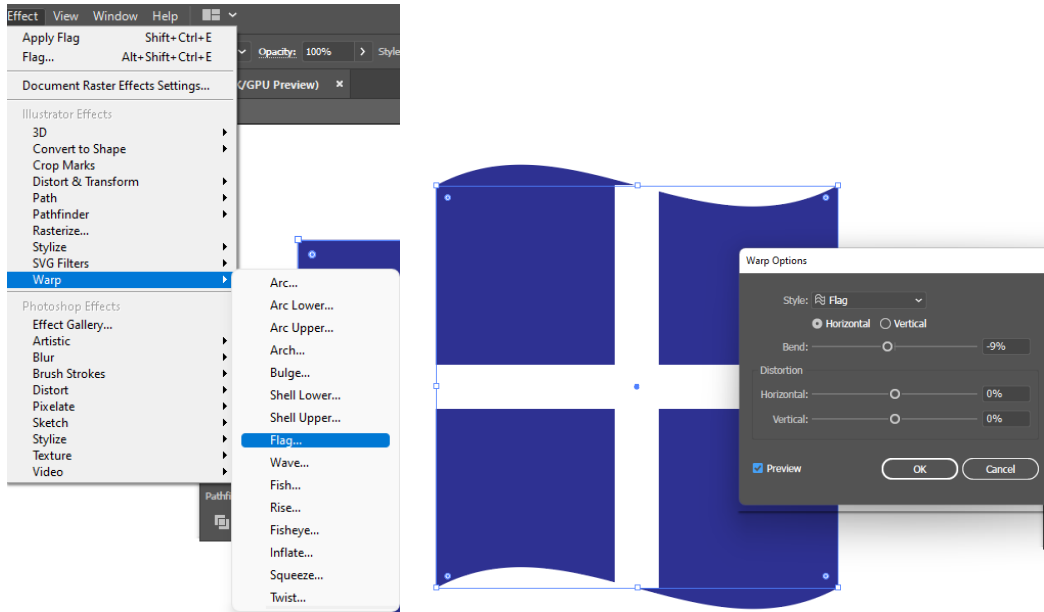 Effect View Window Help
Apply Flag Shift+Ctrl+E
Flag... Alt+Shift+Ctrl+E
Document Raster Effects Settings...
Illustrator Effects
3D
Convert to Shape
Crop Marks
Distort & Transform
Path
Pathfinder
Rasterize...
Stylize
SVG Filters
Warp
Photoshop Effects
Effect Gallery...
Artistic
Blur
Brush Strokes
Distort
Pixelate
Sketch
Stylize
Texture
Video
Opacity: 100% Style
/GPU Preview) ×
Arc...
Arc Lower...
Arc Upper...
Arch...
Bulge...
Shell Lower...
Shell Upper...
Flag...
Wave...
Fish...
Rise...
Fisheye...
Inflate...
Squeeze...
Twist...
Pathfi
Warp Options
Style: Flag
Horizontal Vertical
Bend: -9%
Distortion
Horizontal: 0%
Vertical: 0%
Preview OK Cancel